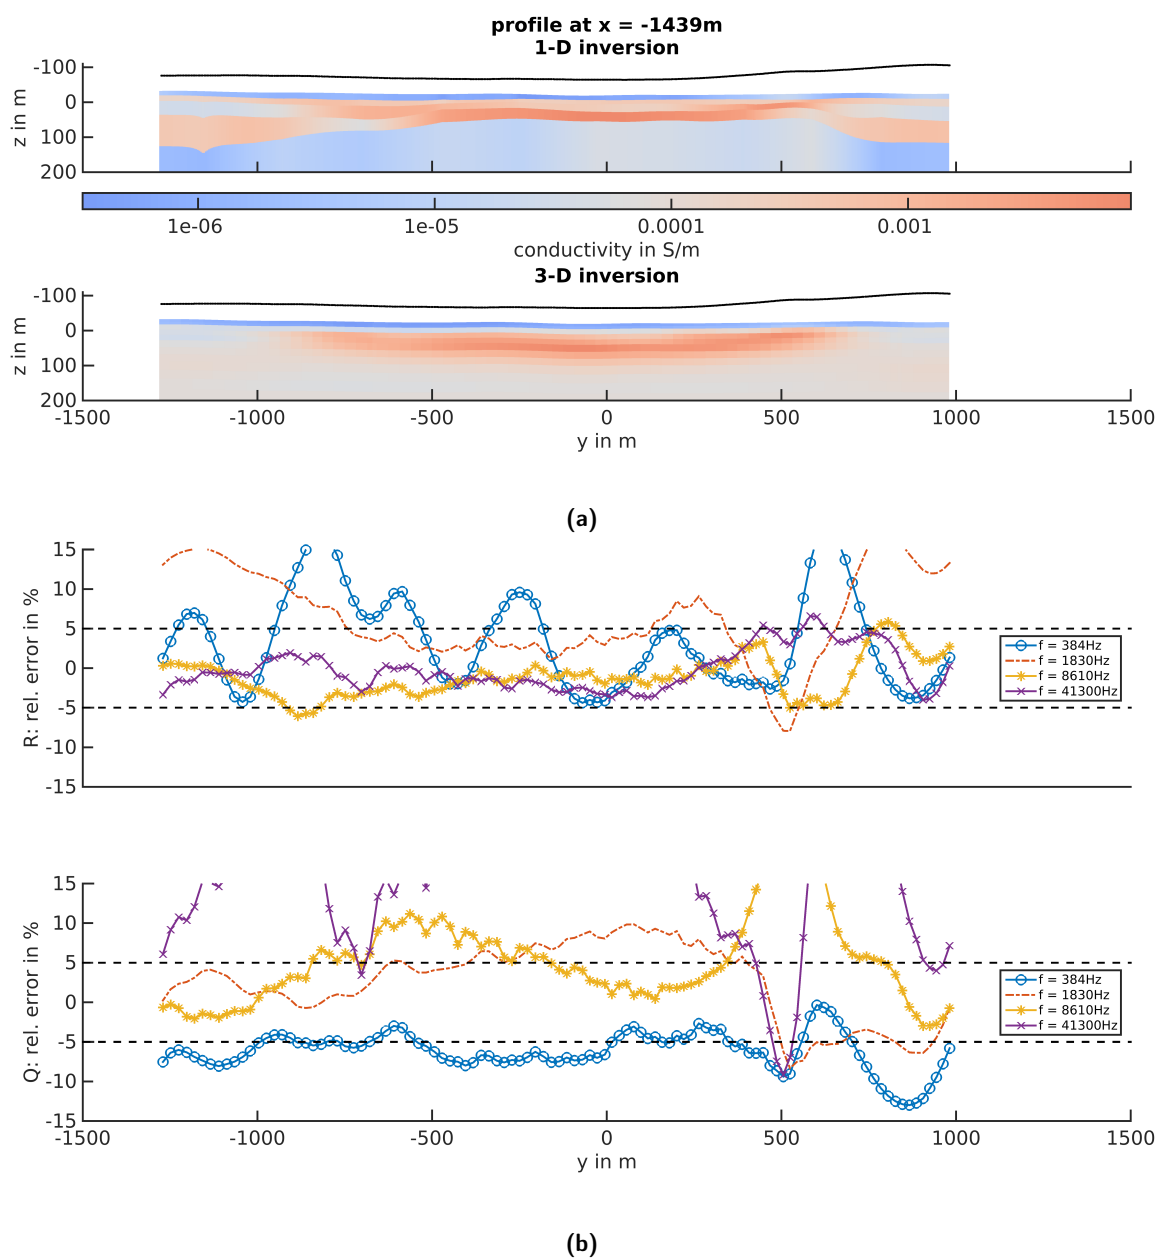 profile at x = -1439m
1-D inversion
-100
0
100
200
z in m
1e-06 1e-05 0.0001 0.001
conductivity in S/m
3-D inversion
-100
0
100
200
z in m
-1500 -1000 -500 0 500 1000 1500
y in m
(a)
15
10
5
0
-5
-10
-15
R: rel. error in %
f = 384Hz
f = 1830Hz
f = 8610Hz
f = 41300Hz
15
10
5
0
-5
-10
-15
Q: rel. error in %
f = 384Hz
f = 1830Hz
f = 8610Hz
f = 41300Hz
-1500 -1000 -500 0 500 1000 1500
y in m
(b)